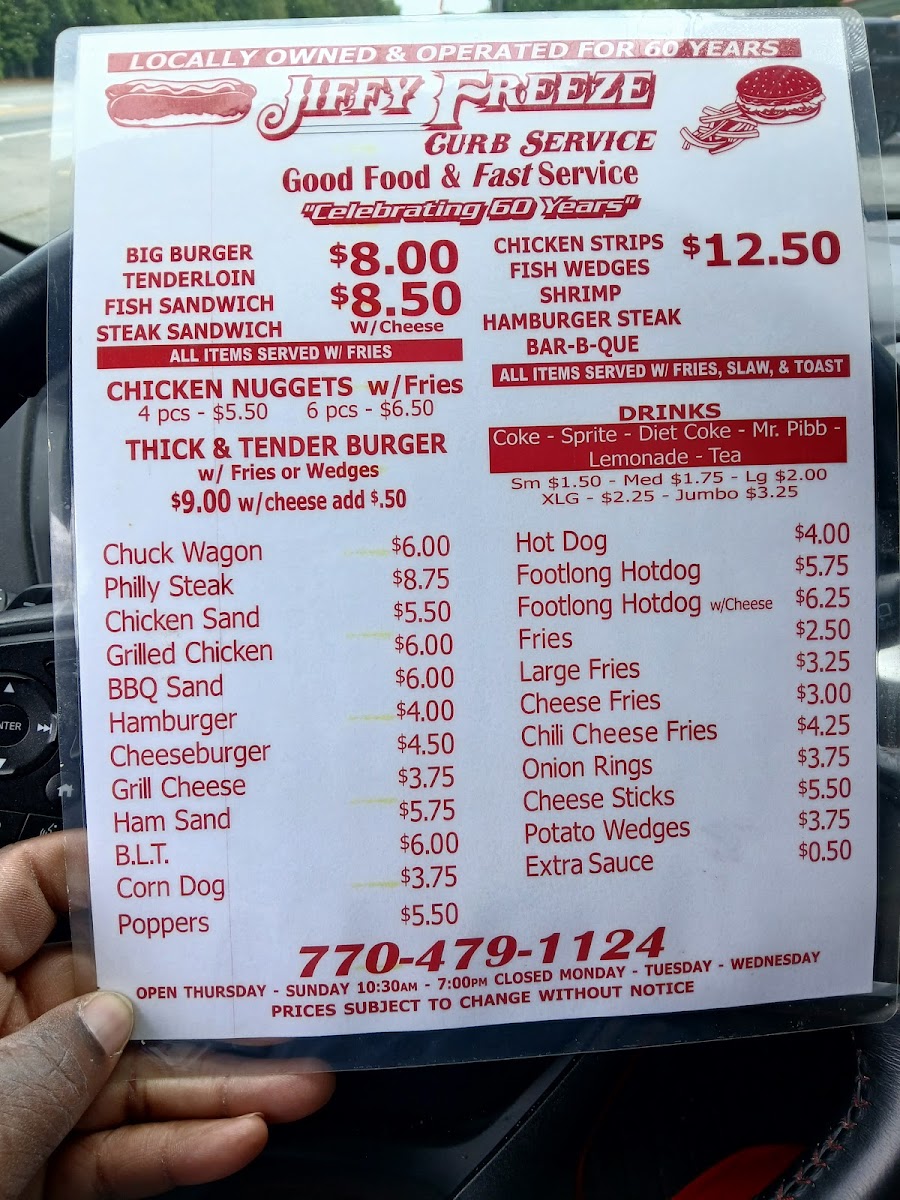 LOCALLY OWNED & OPERATED FOR 60 YEARS
JIFFY FREEZE
CURB SERVICE
Good Food & Fast Service
"Celebrating 60 Years"
BIG BURGER
TENDERLOIN
FISH SANDWICH
STEAK SANDWICH
$8.00
$8.50
W/Cheese
ALL ITEMS SERVED W/ FRIES
CHICKEN NUGGETS w/Fries
4 pcs - $5.50 6 pcs - $6.50
THICK & TENDER BURGER
w/ Fries or Wedges
$9.00 w/cheese add $.50
CHICKEN STRIPS
FISH WEDGES
SHRIMP
HAMBURGER STEAK
BAR-B-QUE
$12.50
ALL ITEMS SERVED W/ FRIES, SLAW, & TOAST
DRINKS
Coke - Sprite - Diet Coke - Mr. Pibb -
Lemonade - Tea
Sm $1.50 - Med $1.75 - Lg $2.00
XLG - $2.25 - Jumbo $3.25
Chuck Wagon $6.00
Philly Steak $8.75
Chicken Sand $5.50
Grilled Chicken $6.00
BBQ Sand $6.00
Hamburger $4.00
Cheeseburger $4.50
Grill Cheese $3.75
Ham Sand $5.75
B.L.T. $6.00
Corn Dog $3.75
Poppers $5.50
Hot Dog $4.00
Footlong Hotdog $5.75
Footlong Hotdog w/Cheese $6.25
Fries $2.50
Large Fries $3.25
Cheese Fries $3.00
Chili Cheese Fries $4.25
Onion Rings $3.75
Cheese Sticks $5.50
Potato Wedges $3.75
Extra Sauce $0.50
770-479-1124
OPEN THURSDAY - SUNDAY 10:30AM - 7:00PM CLOSED MONDAY - TUESDAY - WEDNESDAY
PRICES SUBJECT TO CHANGE WITHOUT NOTICE